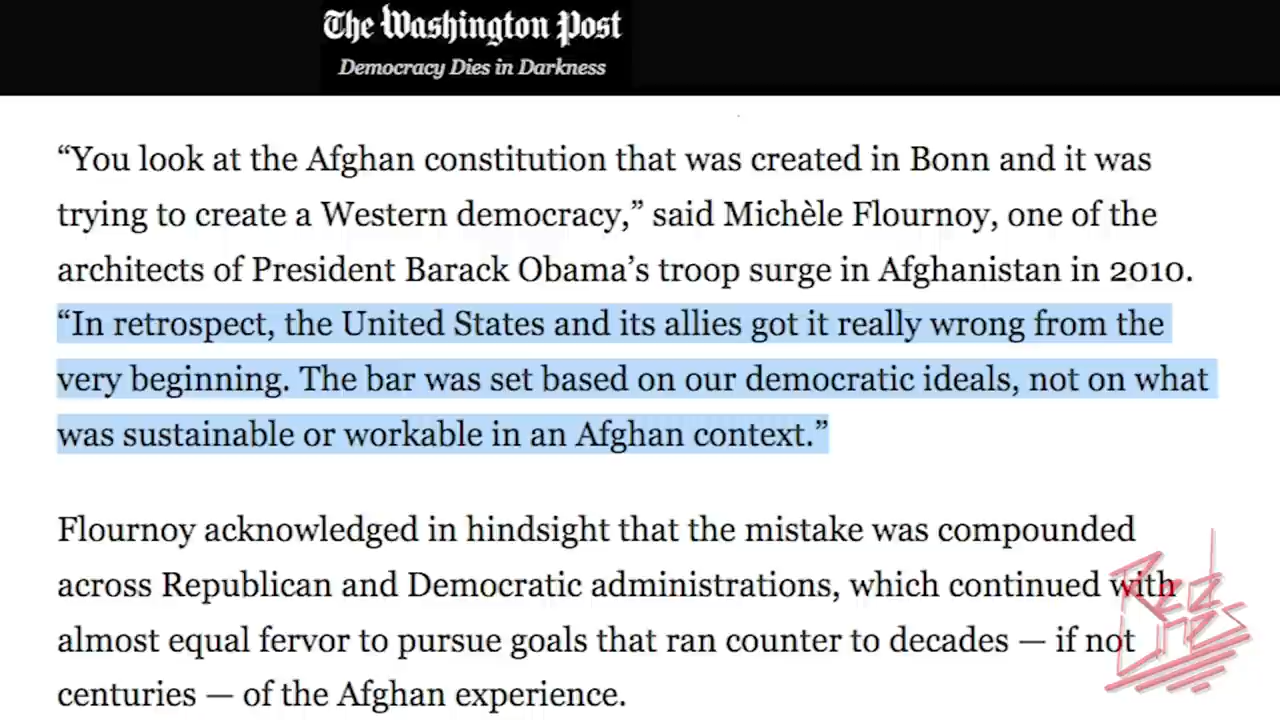 The Washington Post
Democracy Dies in Darkness
“You look at the Afghan constitution that was created in Bonn and it was
trying to create a Western democracy,” said Michèle Flournoy, one of the
architects of President Barack Obama’s troop surge in Afghanistan in 2010.
“In retrospect, the United States and its allies got it really wrong from the
very beginning. The bar was set based on our democratic ideals, not on what
was sustainable or workable in an Afghan context.”
Flournoy acknowledged in hindsight that the mistake was compounded
across Republican and Democratic administrations, which continued with
almost equal fervor to pursue goals that ran counter to decades — if not
centuries — of the Afghan experience.
Red
Lines